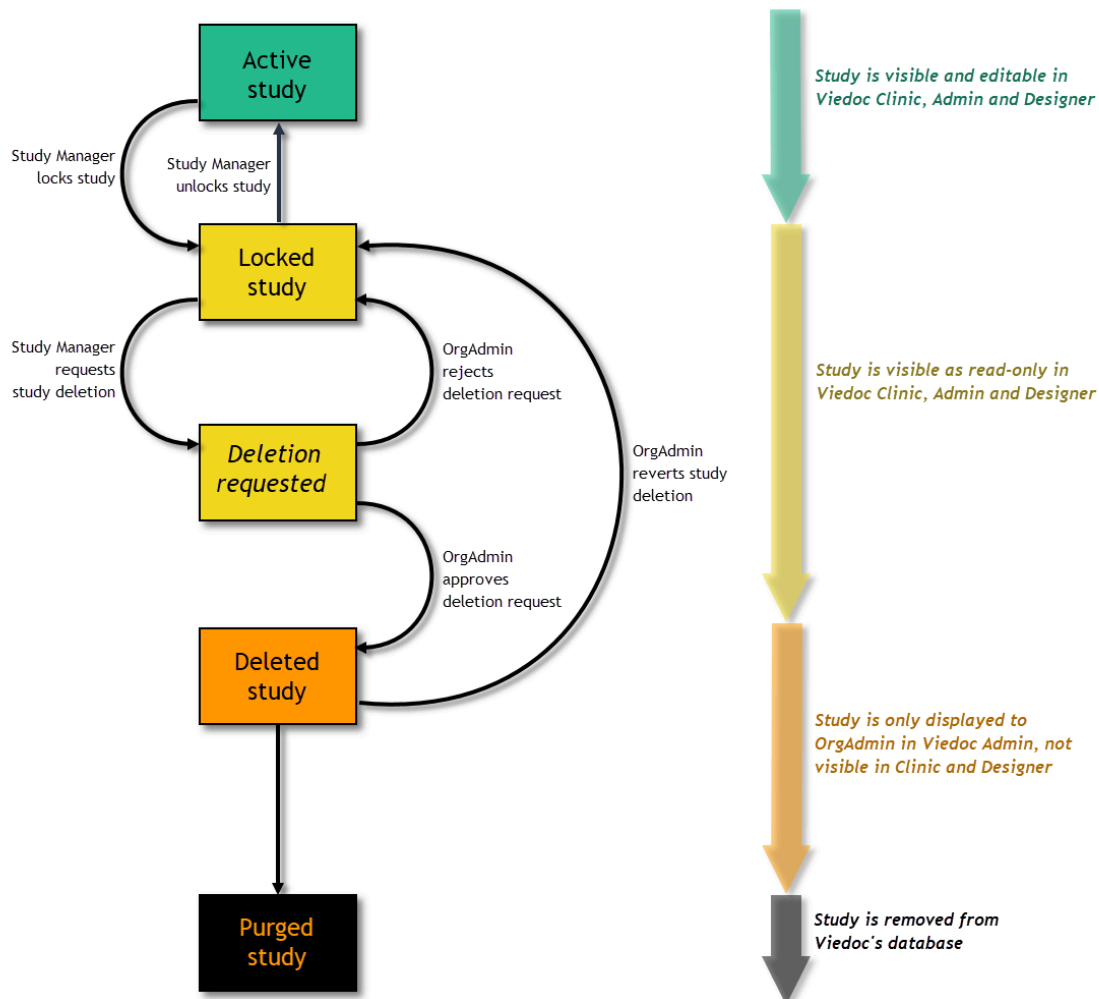 Active
study
Study is visible and editable in
Viedoc Clinic, Admin and Designer
Study Manager
locks study
Study Manager
unlocks study
Locked
study
Study Manager
requests
study deletion
OrgAdmin
rejects
deletion request
Study is visible as read-only in
Viedoc Clinic, Admin and Designer
Deletion
requested
OrgAdmin
reverts study
deletion
OrgAdmin
approves
deletion request
Deleted
study
Study is only displayed to
OrgAdmin in Viedoc Admin, not
visible in Clinic and Designer
Purged
study
Study is removed from
Viedoc's database